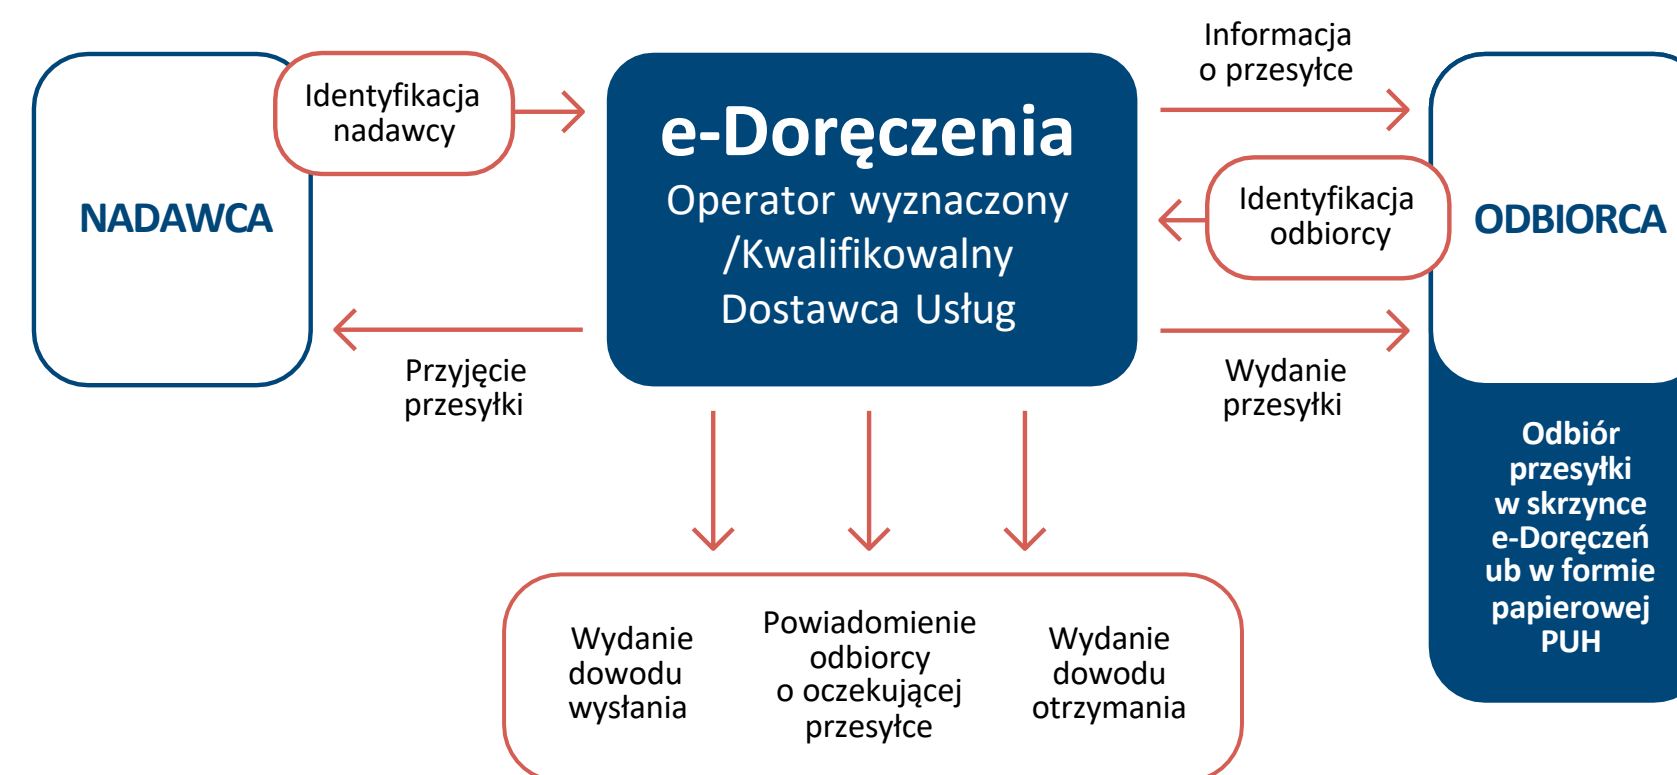 NADAWCA
Identyfikacja
nadawcy
e-Doręczenia
Operator wyznaczony
/Kwalifikowalny
Dostawca Usług
Informacja
o przesyłce
Identyfikacja
odbiorcy
ODBIORCA
Przyjęcie
przesyłki
Wydanie
przesyłki
Odbiór
przesyłki
w skrzynce
e-Doręczeń
ub w formie
papierowej
PUH
Wydanie
dowodu
wysłania
Powiadomienie
odbiorcy
o oczekującej
przesyłce
Wydanie
dowodu
otrzymania